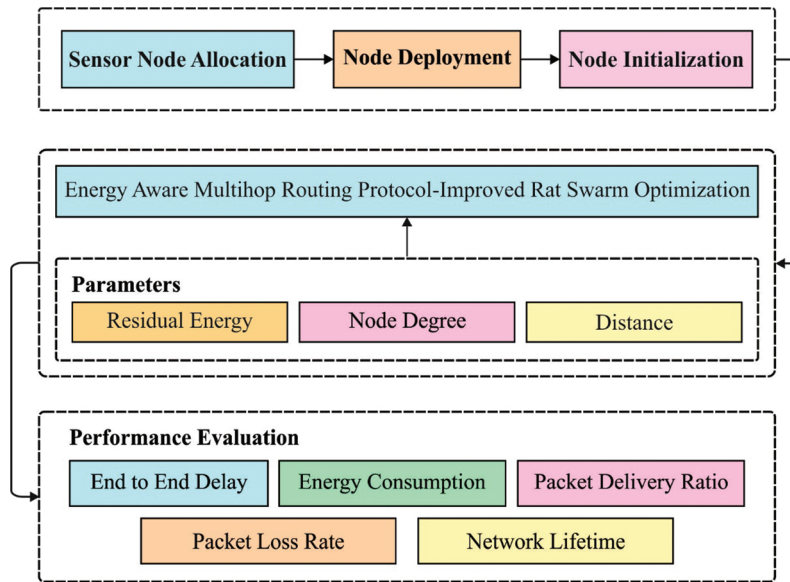 Sensor Node Allocation
Node Deployment
Node Initialization
Energy Aware Multihop Routing Protocol-Improved Rat Swarm Optimization
Parameters
Residual Energy
Node Degree
Distance
Performance Evaluation
End to End Delay
Energy Consumption
Packet Delivery Ratio
Packet Loss Rate
Network Lifetime